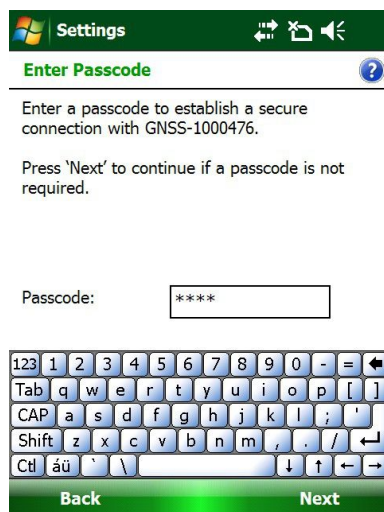 Settings
Enter Passcode
?
Enter a passcode to establish a secure
connection with GNSS-1000476.
Press `Next' to continue if a passcode is not
required.
Passcode: ****
123 1 2 3 4 5 6 7 8 9 0 - = 🠸
Tab q w e r t y u i o p [ ]
CAP a s d f g h j k l ; '
Shift z x c v b n m , . / ↵
Ctl áü ` \ ↓ ↑ ← →
Back Next